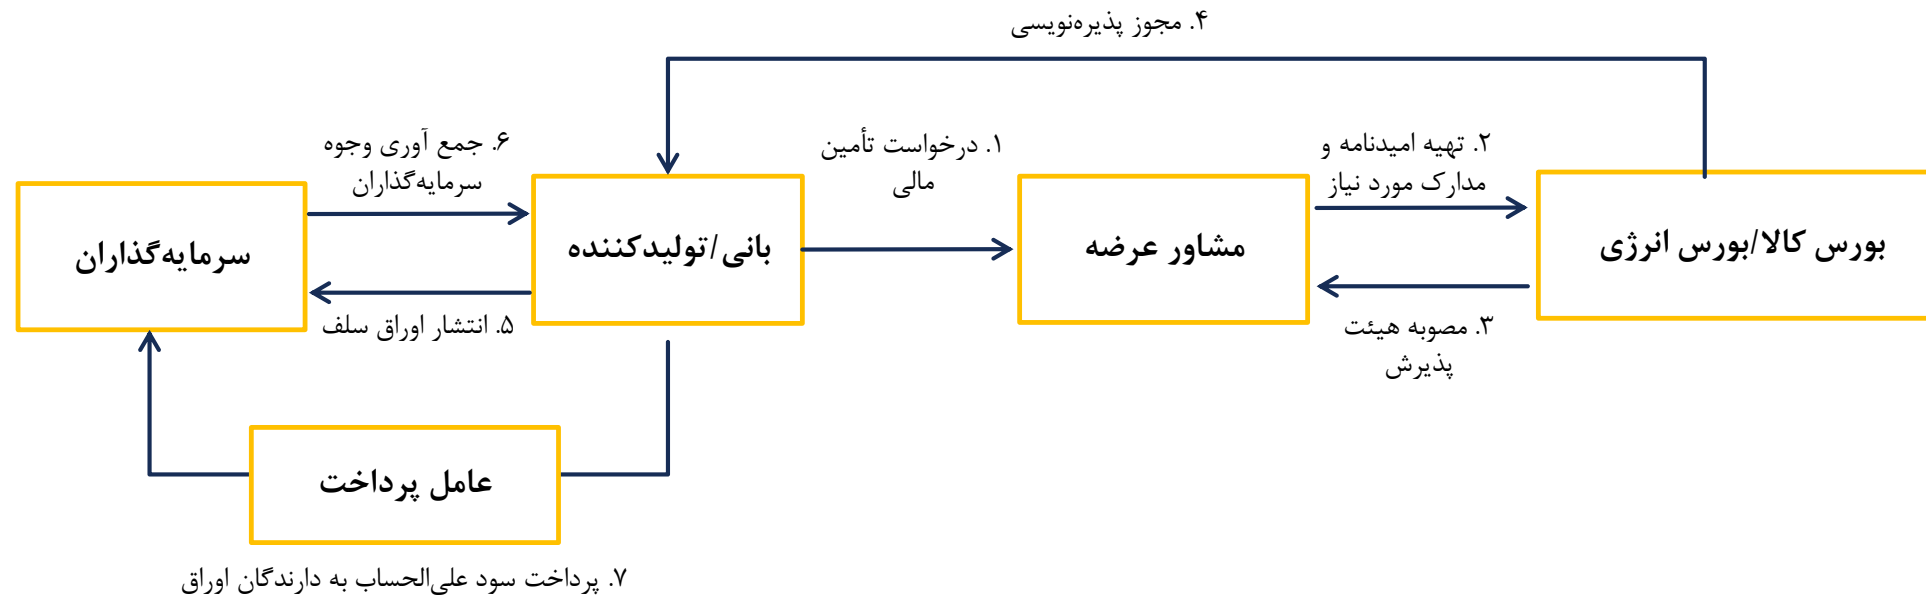 ۴. مجوز پذیره‌نویسی
۶. جمع آوری وجوه
سرمایه‌گذاران
۱. درخواست تأمین
مالی
۲. تهیه امیدنامه و
مدارک مورد نیاز
سرمایه‌گذاران
بانی/تولیدکننده
مشاور عرضه
بورس کالا/بورس انرژی
۵. انتشار اوراق سلف
۳. مصوبه هیئت
پذیرش
عامل پرداخت
۷. پرداخت سود علی‌الحساب به دارندگان اوراق